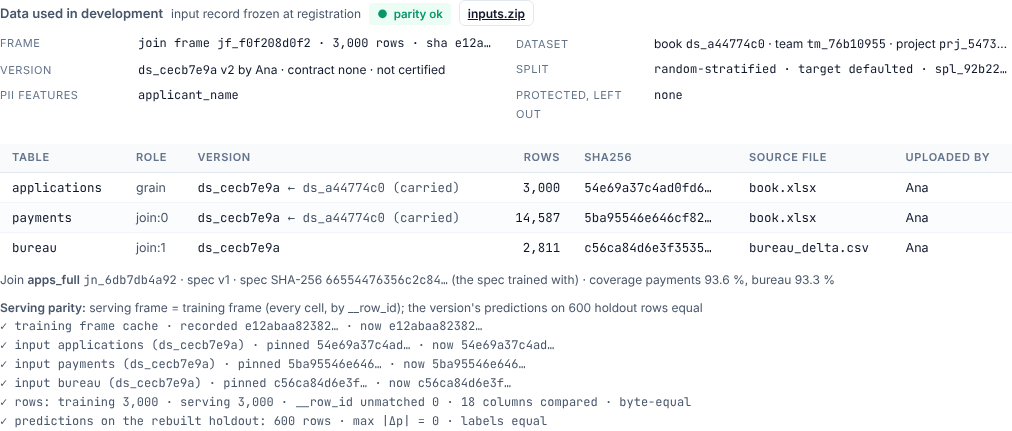 Data used in development input record frozen at registration ● parity ok inputs.zip
FRAME join frame jf_f0f208d0f2 · 3,000 rows · sha e12a… DATASET book ds_a44774c0 · team tm_76b10955 · project prj_5473…
VERSION ds_cecb7e9a v2 by Ana · contract none · not certified SPLIT random-stratified · target defaulted · spl_92b22…
PII FEATURES applicant_name PROTECTED, LEFT OUT none
TABLE ROLE VERSION ROWS SHA256 SOURCE FILE UPLOADED BY
applications grain ds_cecb7e9a ← ds_a44774c0 (carried) 3,000 54e69a37c4ad0fd6… book.xlsx Ana
payments join:0 ds_cecb7e9a ← ds_a44774c0 (carried) 14,587 5ba95546e646cf82… book.xlsx Ana
bureau join:1 ds_cecb7e9a 2,811 c56ca84d6e3f3535… bureau_delta.csv Ana
Join apps_full jn_6db7db4a92 · spec v1 · spec SHA-256 66554476356c2c84… (the spec trained with) · coverage payments 93.6 %, bureau 93.3 %
Serving parity: serving frame = training frame (every cell, by __row_id); the version's predictions on 600 holdout rows equal
✓ training frame cache · recorded e12abaa82382… · now e12abaa82382…
✓ input applications (ds_cecb7e9a) · pinned 54e69a37c4ad… · now 54e69a37c4ad…
✓ input payments (ds_cecb7e9a) · pinned 5ba95546e646… · now 5ba95546e646…
✓ input bureau (ds_cecb7e9a) · pinned c56ca84d6e3f… · now c56ca84d6e3f…
✓ rows: training 3,000 · serving 3,000 · __row_id unmatched 0 · 18 columns compared · byte-equal
✓ predictions on the rebuilt holdout: 600 rows · max |Δp| = 0 · labels equal